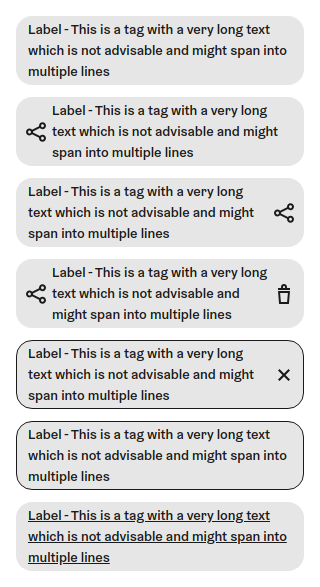 Label - This is a tag with a very long text
which is not advisable and might span into
multiple lines
Label - This is a tag with a very long
text which is not advisable and might
span into multiple lines
Label - This is a tag with a very long
text which is not advisable and might
span into multiple lines
Label - This is a tag with a very long
text which is not advisable and
might span into multiple lines
Label - This is a tag with a very long
text which is not advisable and might
span into multiple lines
Label - This is a tag with a very long text
which is not advisable and might span into
multiple lines
Label - This is a tag with a very long text
which is not advisable and might span into
multiple lines